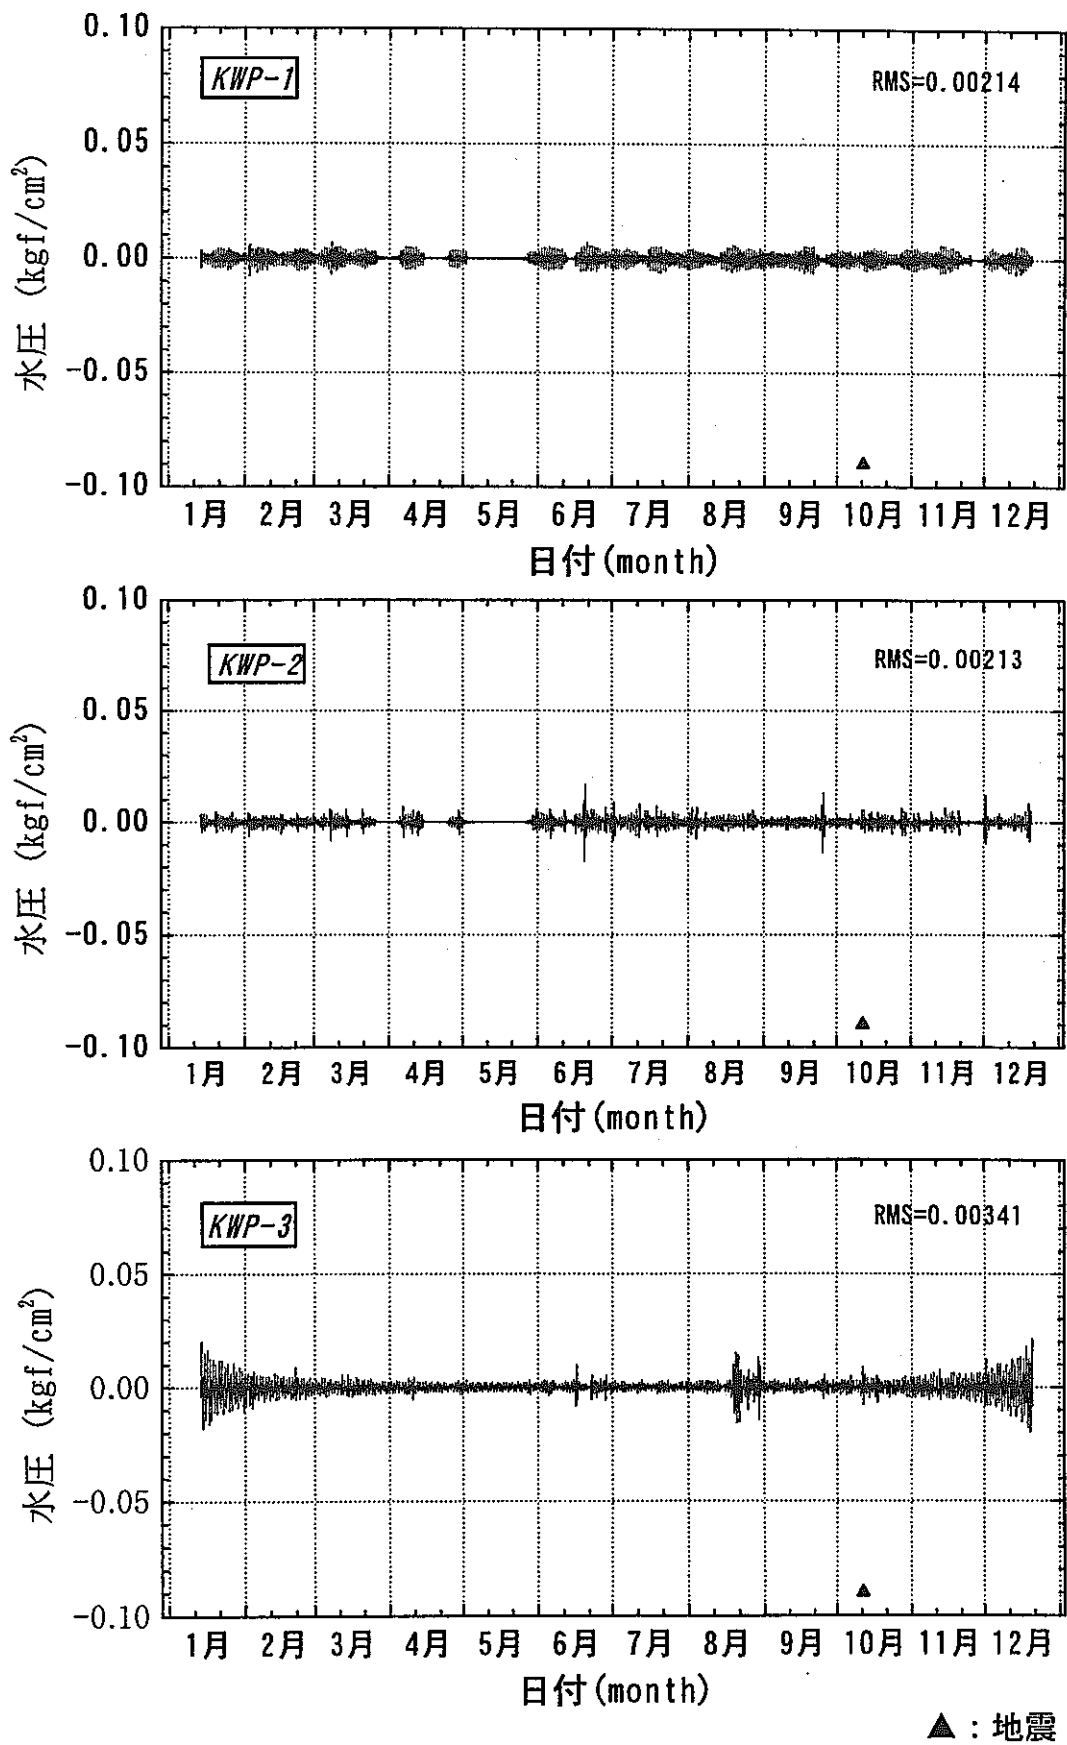 0.10
KWP-1
RMS=0.00214
0.05
0.00
-0.05
-0.10
水圧 (kgf/cm²)
1月 2月 3月 4月 5月 6月 7月 8月 9月 10月 11月 12月
日付(month)
0.10
KWP-2
RMS=0.00213
0.05
0.00
-0.05
-0.10
水圧 (kgf/cm²)
1月 2月 3月 4月 5月 6月 7月 8月 9月 10月 11月 12月
日付(month)
0.10
KWP-3
RMS=0.00341
0.05
0.00
-0.05
-0.10
水圧 (kgf/cm²)
1月 2月 3月 4月 5月 6月 7月 8月 9月 10月 11月 12月
日付(month)
▲:地震